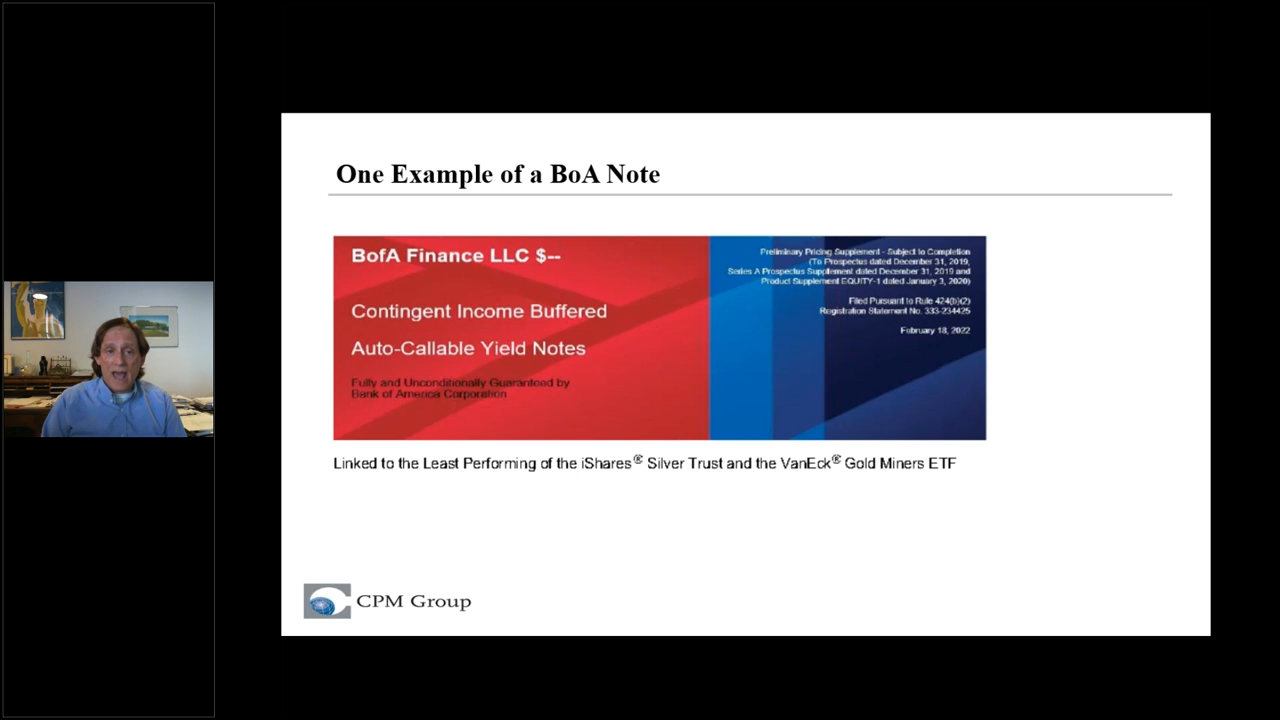 One Example of a BoA Note
BofA Finance LLC $--
Contingent Income Buffered
Auto-Callable Yield Notes
Fully and Unconditionally Guaranteed by
Bank of America Corporation
Preliminary Pricing Supplement - Subject to Completion
(To Prospectus dated December 31, 2019,
Series A Prospectus Supplement dated December 31, 2019 and
Product Supplement EQUITY-1 dated January 3, 2020)
Filed Pursuant to Rule 424(b)(2)
Registration Statement No. 333-234425
February 18, 2022
Linked to the Least Performing of the iShares® Silver Trust and the VanEck® Gold Miners ETF
CPM Group